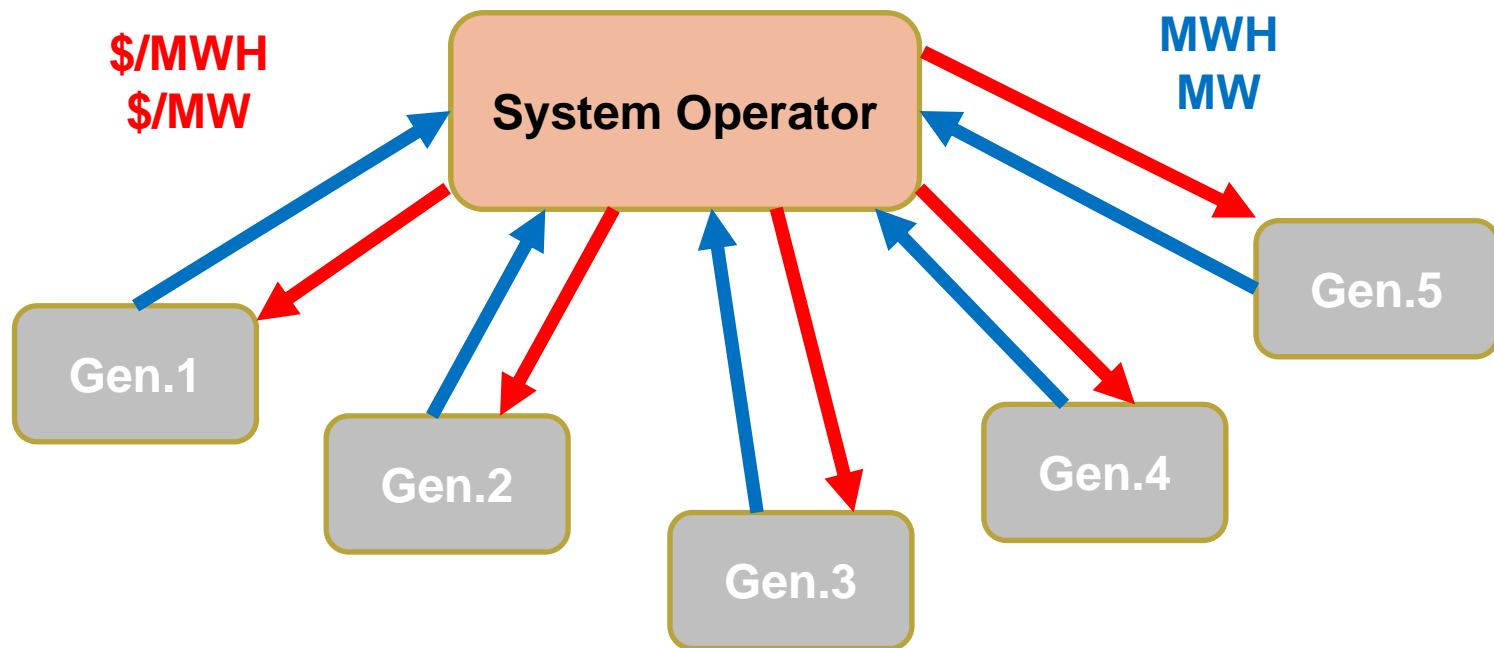 $/MWH
$/MW
System Operator
MWH
MW
Gen.1
Gen.2
Gen.3
Gen.4
Gen.5